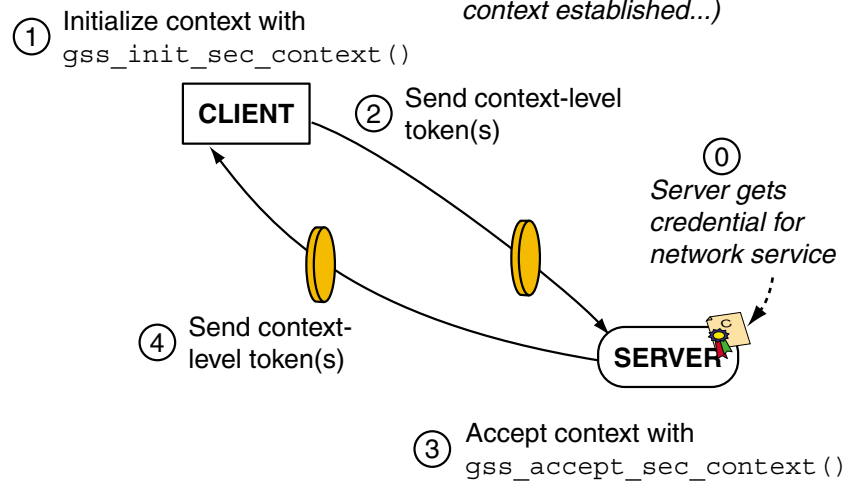 context established...)
1 Initialize context with
gss_init_sec_context()
CLIENT
2 Send context-level
token(s)
0
Server gets
credential for
network service
4 Send context-
level token(s)
C
SERVER
3 Accept context with
gss_accept_sec_context()